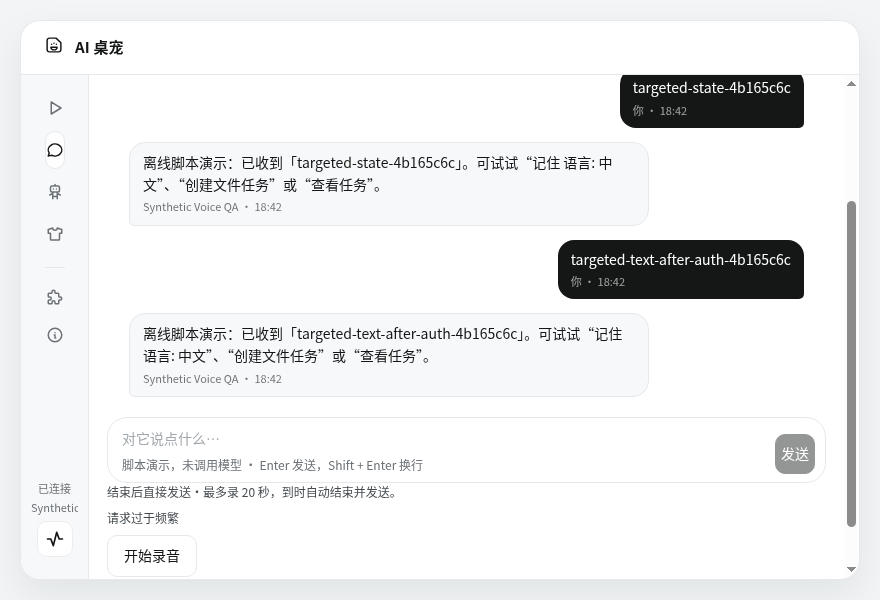 AI 桌宠
targeted-state-4b165c6c
你 · 18:42
离线脚本演示：已收到「targeted-state-4b165c6c」。可试试“记住 语言: 中
文”、“创建文件任务” 或 “查看任务”。
Synthetic Voice QA · 18:42
targeted-text-after-auth-4b165c6c
你 · 18:42
离线脚本演示：已收到「targeted-text-after-auth-4b165c6c」。可试试“记住
语言: 中文”、“创建文件任务” 或 “查看任务”。
Synthetic Voice QA · 18:42
对它说点什么…
脚本演示，未调用模型 · Enter 发送，Shift + Enter 换行
发送
结束后直接发送·最多录 20 秒，到时自动结束并发送。
请求过于频繁
开始录音
已连接
Synthetic